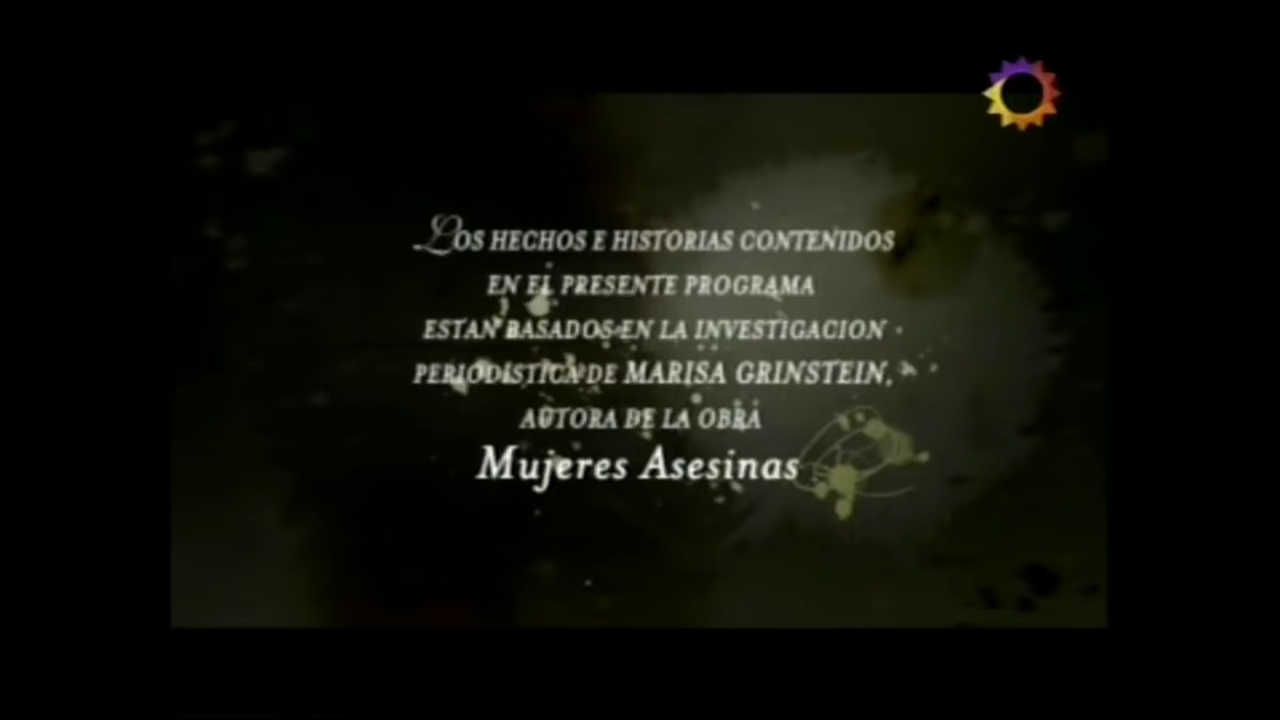 LOS HECHOS E HISTORIAS CONTENIDOS
EN EL PRESENTE PROGRAMA
ESTAN BASADOS EN LA INVESTIGACION
PERIODISTICA DE MARISA GRINSTEIN,
AUTORA DE LA OBRA
Mujeres Asesinas